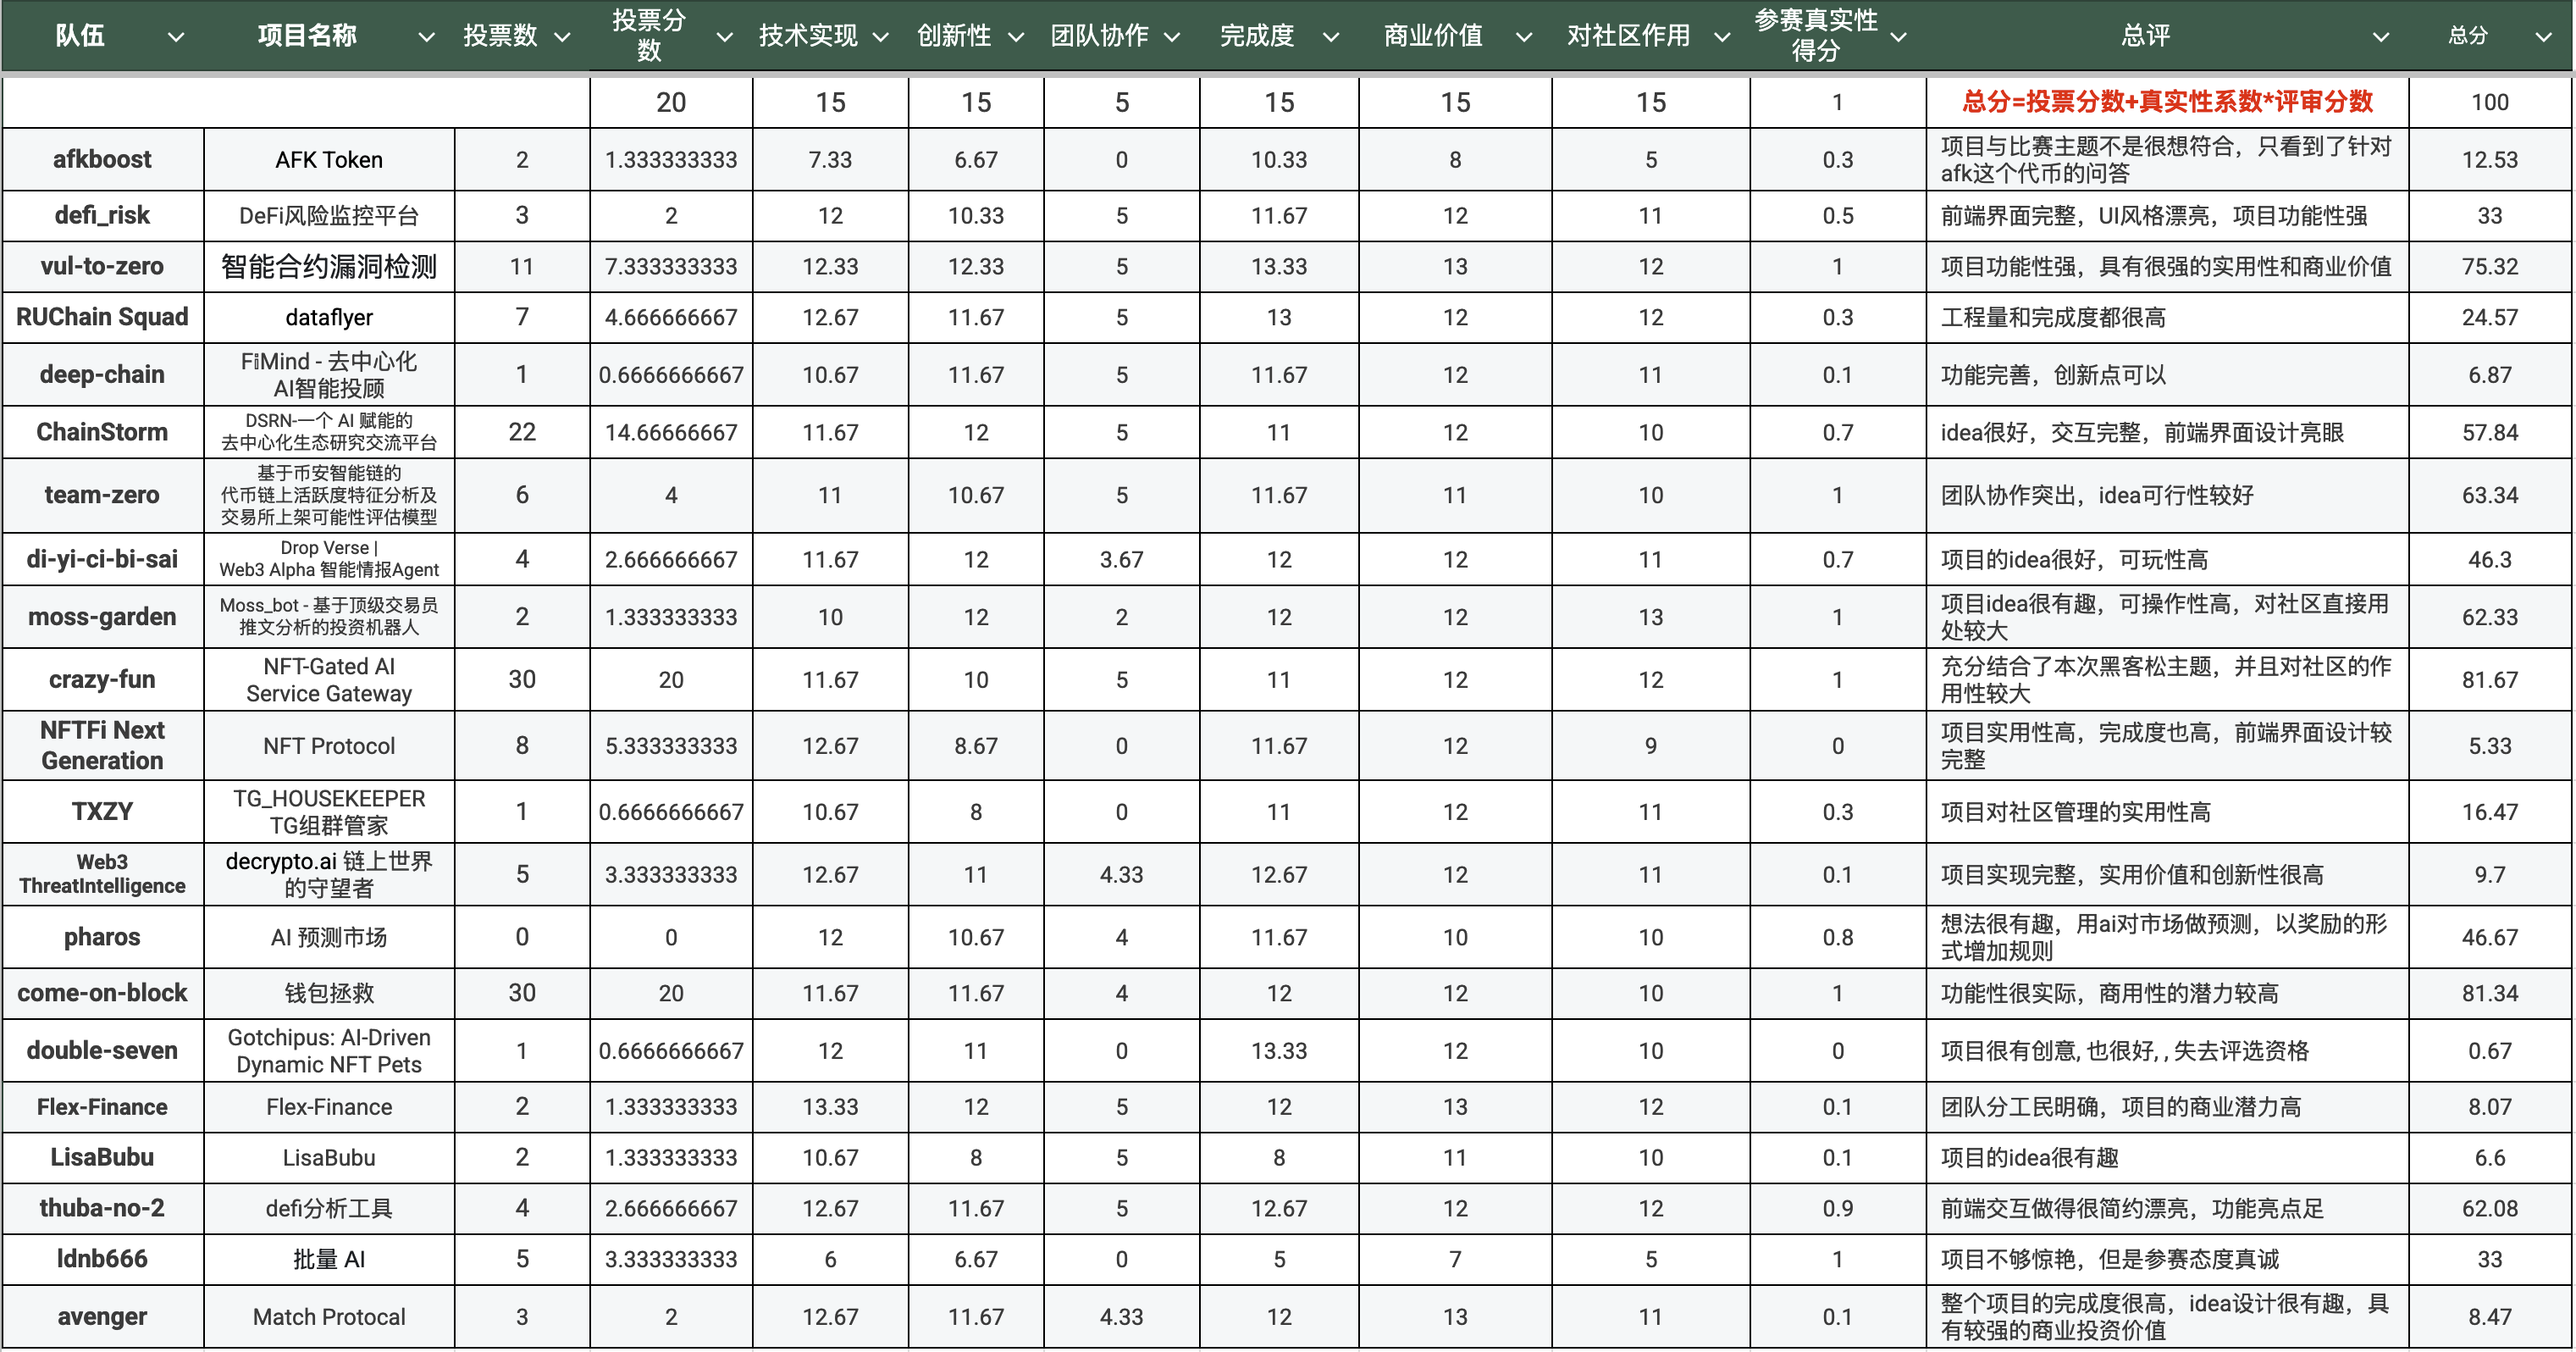 队伍 项目名称 投票数 投票分数 技术实现 创新性 团队协作 完成度 商业价值 对社区作用 参赛真实性得分 总评 总分
20 15 15 5 15 15 15 1 总分=投票分数+真实性系数*评审分数 100
afkboost AFK Token 2 1.333333333 7.33 6.67 0 10.33 8 5 0.3 项目与比赛主题不是很想符合，只看到了针对afk这个代币的问答 12.53
defi_risk DeFi风险监控平台 3 2 12 10.33 5 11.67 12 11 0.5 前端界面完整，UI风格漂亮，项目功能性强 33
vul-to-zero 智能合约漏洞检测 11 7.333333333 12.33 12.33 5 13.33 13 12 1 项目功能性强，具有很强的实用性和商业价值 75.32
RUChain Squad dataflyer 7 4.666666667 12.67 11.67 5 13 12 12 0.3 工程量和完成度都很高 24.57
deep-chain FiMind - 去中心化AI智能投顾 1 0.6666666667 10.67 11.67 5 11.67 12 11 0.1 功能完善，创新点可以 6.87
ChainStorm DSRN-一个 AI 赋能的去中心化生态研究交流平台 22 14.66666667 11.67 12 5 11 12 10 0.7 idea很好，交互完整，前端界面设计亮眼 57.84
team-zero 基于币安智能链的代币链上活跃度特征分析及交易所上架可能性评估模型 6 4 11 10.67 5 11.67 11 10 1 团队协作突出，idea可行性较好 63.34
di-yi-ci-bi-sai Drop Verse | Web3 Alpha 智能情报Agent 4 2.666666667 11.67 12 3.67 12 12 11 0.7 项目的idea很好，可玩性高 46.3
moss-garden Moss_bot - 基于顶级交易员推文分析的投资机器人 2 1.333333333 10 12 2 12 12 13 1 项目idea很有趣，可操作性高，对社区直接用处较大 62.33
crazy-fun NFT-Gated AI Service Gateway 30 20 11.67 10 5 11 12 12 1 充分结合了本次黑客松主题，并且对社区的作用性较大 81.67
NFTFi Next Generation NFT Protocol 8 5.333333333 12.67 8.67 0 11.67 12 9 0 项目实用性高，完成度也高，前端界面设计较完整 5.33
TXZY TG_HOUSEKEEPER TG组群管家 1 0.6666666667 10.67 8 0 11 12 11 0.3 项目对社区管理的实用性高 16.47
Web3 ThreatIntelligence decrypto.ai 链上世界的守望者 5 3.333333333 12.67 11 4.33 12.67 12 11 0.1 项目实现完整，实用价值和创新性很高 9.7
pharos AI 预测市场 0 0 12 10.67 4 11.67 10 10 0.8 想法很有趣，用ai对市场做预测，以奖励的形式增加规则 46.67
come-on-block 钱包拯救 30 20 11.67 11.67 4 12 12 10 1 功能性很实际，商用性的潜力较高 81.34
double-seven Gotchipus: AI-Driven Dynamic NFT Pets 1 0.6666666667 12 11 0 13.33 12 10 0 项目很有创意, 也很好, , 失去评选资格 0.67
Flex-Finance Flex-Finance 2 1.333333333 13.33 12 5 12 13 12 0.1 团队分工民明确，项目的商业潜力高 8.07
LisaBubu LisaBubu 2 1.333333333 10.67 8 5 8 11 10 0.1 项目的idea很有趣 6.6
thuba-no-2 defi分析工具 4 2.666666667 12.67 11.67 5 12.67 12 12 0.9 前端交互做得很简约漂亮，功能亮点足 62.08
ldnb666 批量 AI 5 3.333333333 6 6.67 0 5 7 5 1 项目不够惊艳，但是参赛态度真诚 33
avenger Match Protocal 3 2 12.67 11.67 4.33 12 13 11 0.1 整个项目的完成度很高，idea设计很有趣，具有较强的商业投资价值 8.47